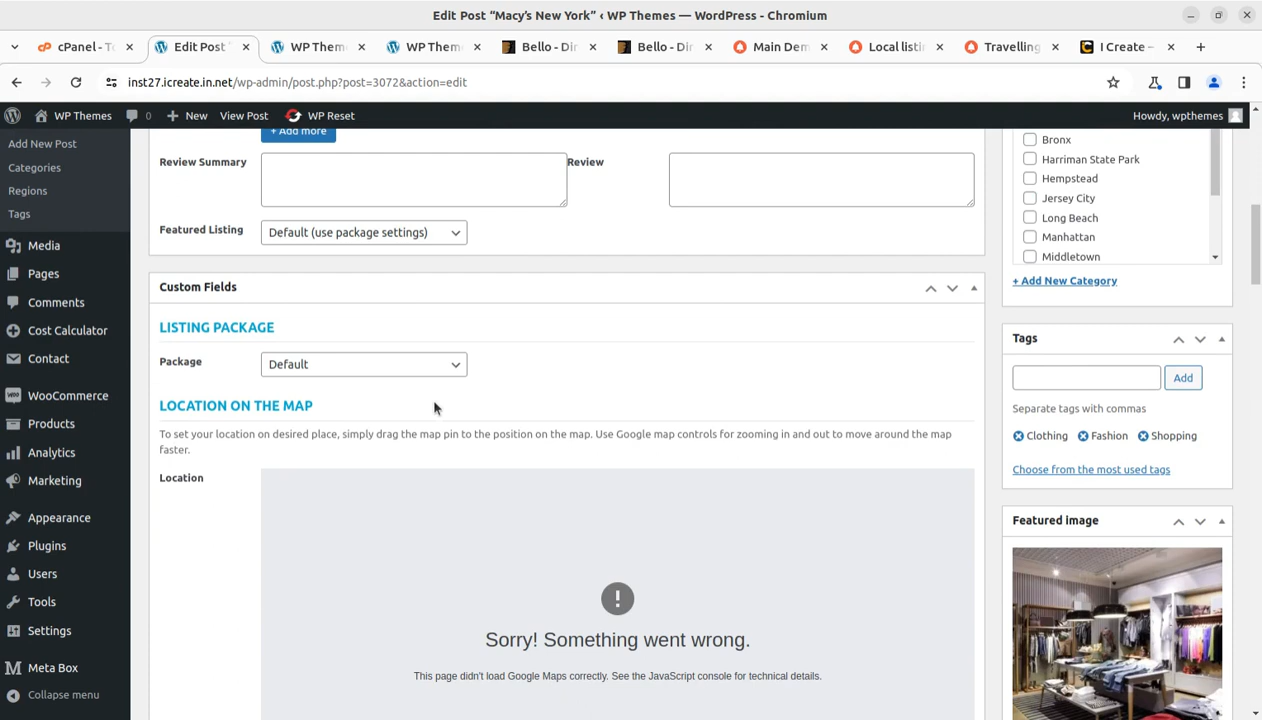 Edit Post “Macy’s New York” ‹ WP Themes — WordPress - Chromium
cPanel - To
Edit Post
WP Them
WP Them
Bello - Dir
Bello - Dir
Main Dem
Local listi
Travelling
I Create –
inst27.icreate.in.net/wp-admin/post.php?post=3072&action=edit
WP Themes
0
New
View Post
WP Reset
Howdy, wpthemes
Add New Post
Categories
Regions
Tags
Media
Pages
Comments
Cost Calculator
Contact
WooCommerce
Products
Analytics
Marketing
Appearance
Plugins
Users
Tools
Settings
Meta Box
Collapse menu
+ Add more
Review Summary
Review
Featured Listing
Default (use package settings)
Custom Fields
LISTING PACKAGE
Package
Default
LOCATION ON THE MAP
To set your location on desired place, simply drag the map pin to the position on the map. Use Google map controls for zooming in and out to move around the map
faster.
Location
Sorry! Something went wrong.
This page didn't load Google Maps correctly. See the JavaScript console for technical details.
Bronx
Harriman State Park
Hempstead
Jersey City
Long Beach
Manhattan
Middletown
+ Add New Category
Tags
Add
Separate tags with commas
Clothing
Fashion
Shopping
Choose from the most used tags
Featured image